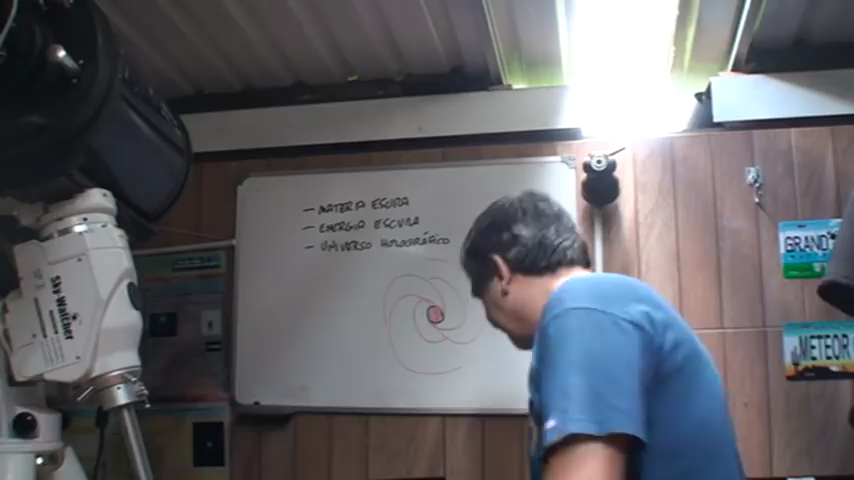 - MATERIA ESCURA
- ENERGIA ESCURA
- UNIVERSO HOLOGRÁFICO
Sky-Watcher
GRAND
METEOR